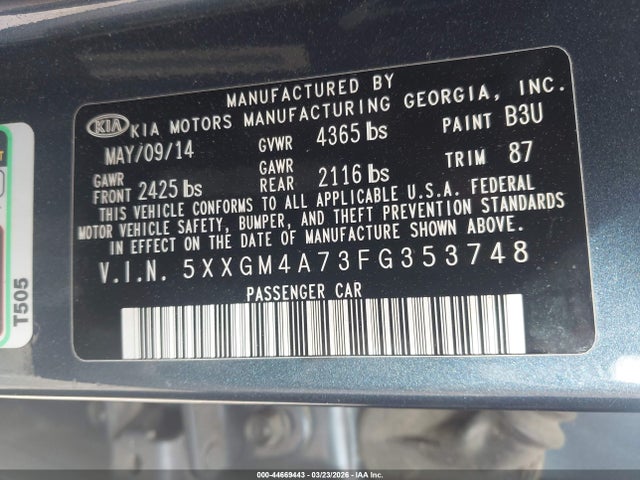 MANUFACTURED BY
KIA KIA MOTORS MANUFACTURING GEORGIA, INC.
MAY/09/14 GVWR 4365 lbs PAINT B3U
GAWR FRONT 2425 lbs GAWR REAR 2116 lbs TRIM 87
THIS VEHICLE CONFORMS TO ALL APPLICABLE U.S.A. FEDERAL
MOTOR VEHICLE SAFETY, BUMPER, AND THEFT PREVENTION STANDARDS
IN EFFECT ON THE DATE OF MANUFACTURE SHOWN ABOVE.
V.I.N. 5XXGM4A73FG353748
PASSENGER CAR
T505
000-44669443 | 03/23/2026 | IAA Inc.